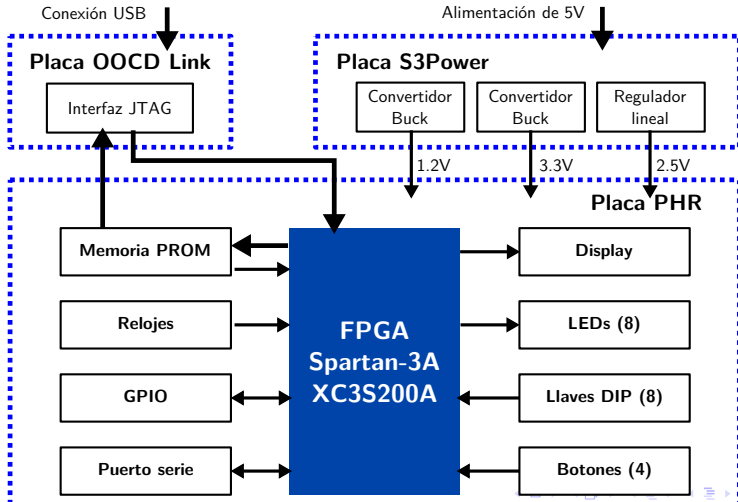 Conexión USB
Alimentación de 5V
Placa OOCD Link
Interfaz JTAG
Placa S3Power
Convertidor
Buck
Convertidor
Buck
Regulador
lineal
1.2V
3.3V
2.5V
Placa PHR
Memoria PROM
Relojes
GPIO
Puerto serie
FPGA
Spartan-3A
XC3S200A
Display
LEDs (8)
Llaves DIP (8)
Botones (4)